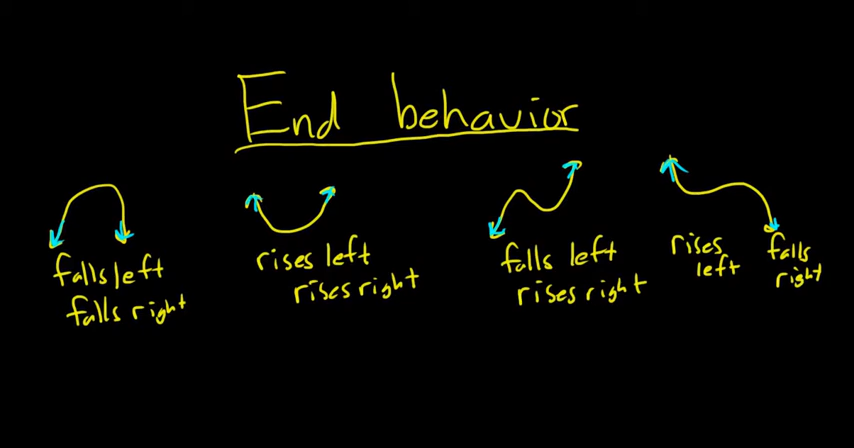 End behavior
falls left
falls right
rises left
rises right
falls left
rises right
rises
left
falls
right